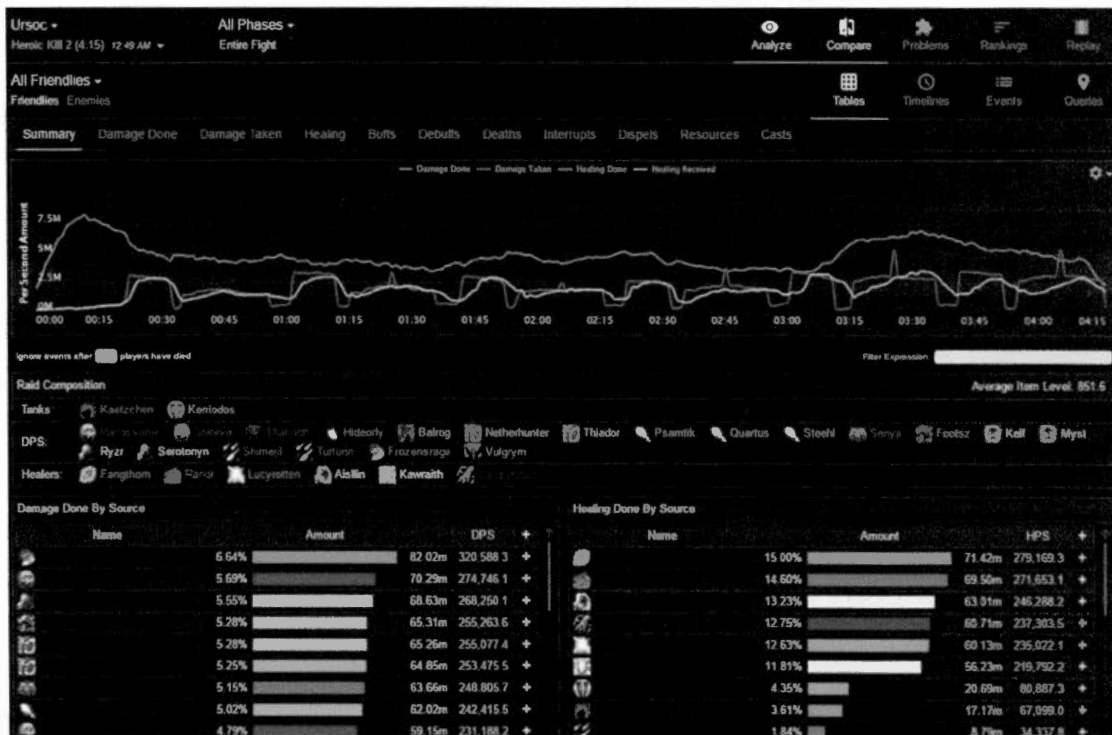 Ursoc All Phases
Heroic Kill 2 (4.15) 12:49 AM Entire Fight Analyze Compare Problems Rankings Replay
All Friendlies
Friendlies Enemies Tables Timelines Events Queries
Summary Damage Done Damage Taken Healing Buffs Debuffs Deaths Interrupts Dispels Resources Casts
Damage Done Damage Taken Healing Done Healing Received
Per Second Amount
7.5M
5M
2.5M
0M
00:00 00:15 00:30 00:45 01:00 01:15 01:30 01:45 02:00 02:15 02:30 02:45 03:00 03:15 03:30 03:45 04:00 04:15
Ignore events after players have died Filter Expression
Raid Composition Average Item Level: 851.6
Tanks Kaetzchen Kerriodos
DPS: Hideorly Balrog Netherhunter Thiador Psamtik Quartus Steehl Senya Footsz Kell Myst
Ryzr Serotonyn Shimejil Turturin Frozensrage Vulgrym
Healers: Fangthom Lucyrotten Aisllin Kawraith
Damage Done By Source Healing Done By Source
Name Amount DPS + Name Amount HPS +
6.64% 82.02m 320,588.3 + 15.00% 71.42m 279,169.3 +
5.69% 70.29m 274,746.1 + 14.60% 69.50m 271,653.1 +
5.55% 68.63m 268,250.1 + 13.23% 63.01m 246,288.2 +
5.28% 65.31m 255,263.6 + 12.75% 60.71m 237,303.5 +
5.28% 65.26m 255,077.4 + 12.63% 60.13m 235,022.1 +
5.25% 64.85m 253,475.5 + 11.81% 56.23m 219,792.2 +
5.15% 63.66m 248,805.7 + 4.35% 20.69m 80,887.3 +
5.02% 62.02m 242,415.5 + 3.61% 17.17m 67,099.0 +
4.79% 59.15m 231,188.2 + 1.84% 8.79m 34,337.8 +